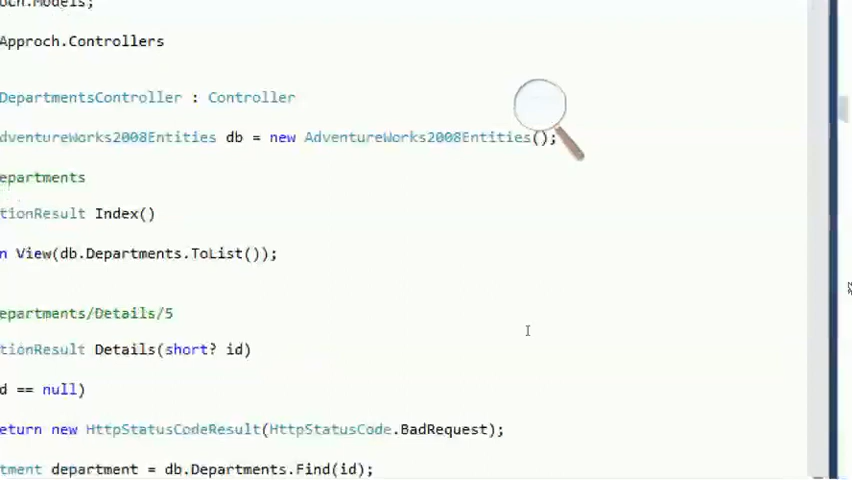 och.Models;
Approch.Controllers
DepartmentsController : Controller
dventureWorks2008Entities db = new AdventureWorks2008Entities();
epartments
tionResult Index()
n View(db.Departments.ToList());
epartments/Details/5
tionResult Details(short? id)
d == null)
eturn new HttpStatusCodeResult(HttpStatusCode.BadRequest);
tment department = db.Departments.Find(id);